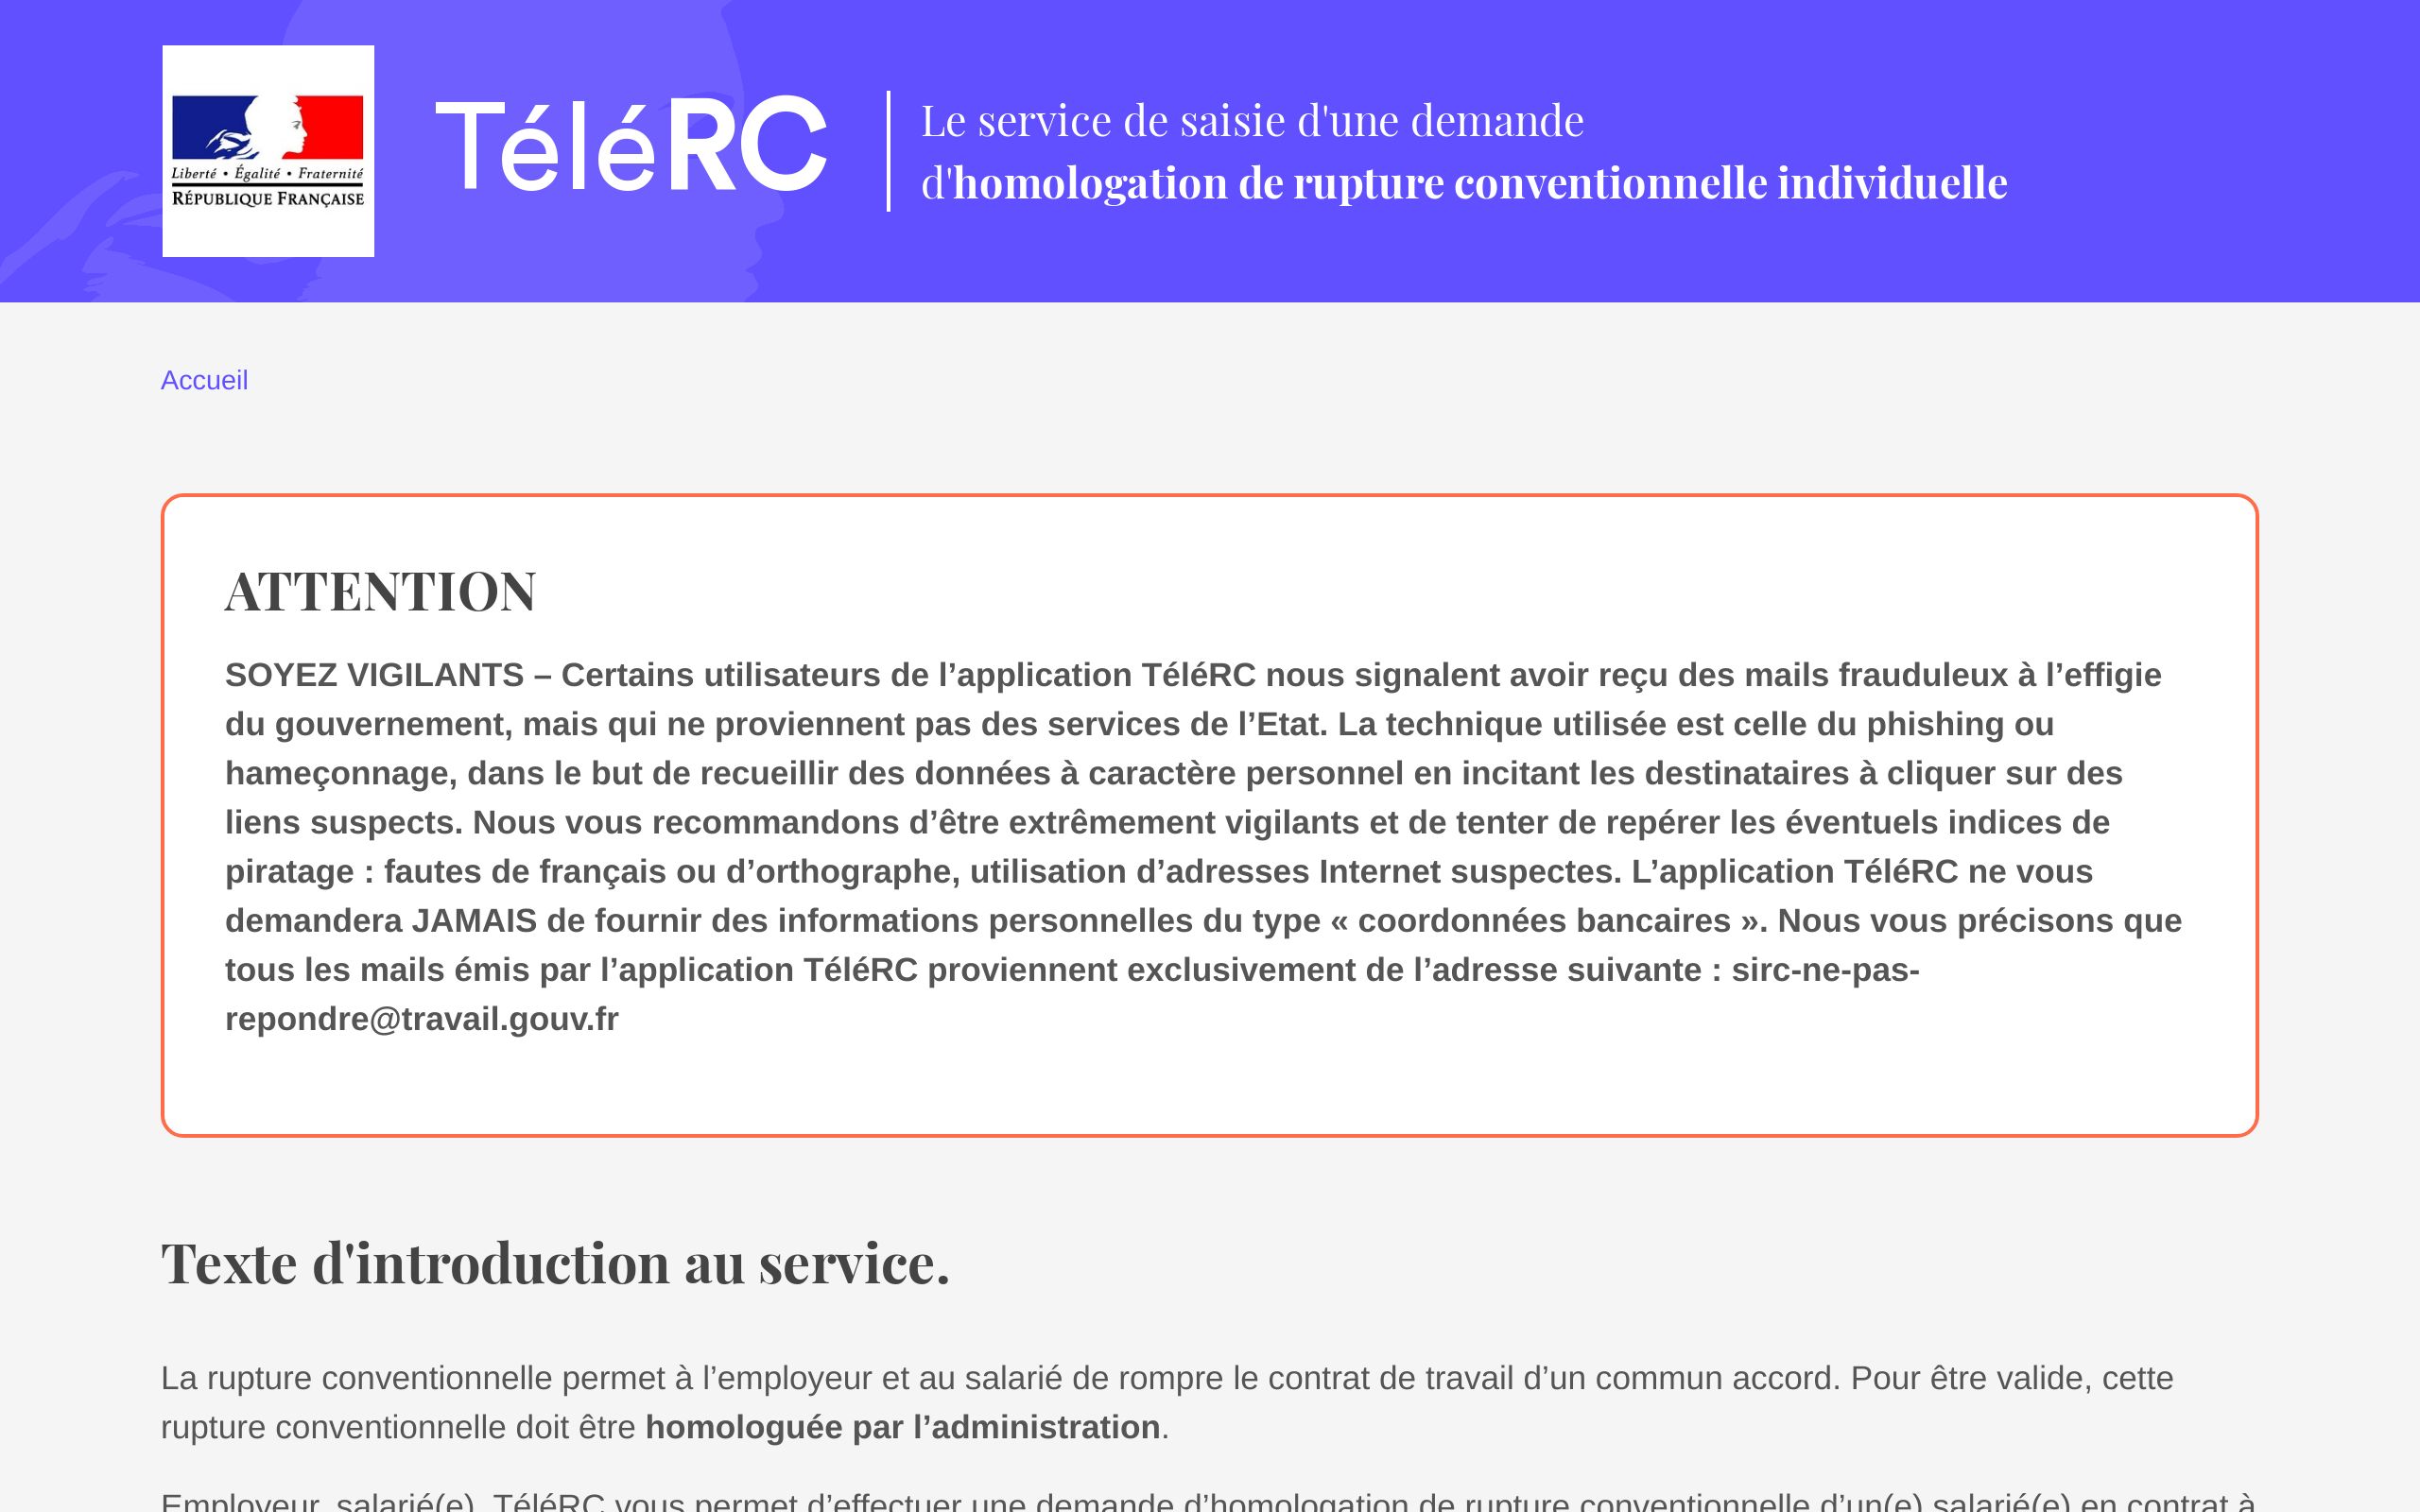 Liberté • Égalité • Fraternité
RÉPUBLIQUE FRANÇAISE
TéléRC
Le service de saisie d'une demande
d'homologation de rupture conventionnelle individuelle
Accueil
ATTENTION
SOYEZ VIGILANTS – Certains utilisateurs de l’application TéléRC nous signalent avoir reçu des mails frauduleux à l’effigie
du gouvernement, mais qui ne proviennent pas des services de l’Etat. La technique utilisée est celle du phishing ou
hameçonnage, dans le but de recueillir des données à caractère personnel en incitant les destinataires à cliquer sur des
liens suspects. Nous vous recommandons d’être extrêmement vigilants et de tenter de repérer les éventuels indices de
piratage : fautes de français ou d’orthographe, utilisation d’adresses Internet suspectes. L’application TéléRC ne vous
demandera JAMAIS de fournir des informations personnelles du type « coordonnées bancaires ». Nous vous précisons que
tous les mails émis par l’application TéléRC proviennent exclusivement de l’adresse suivante : sirc-ne-pas-
repondre@travail.gouv.fr
Texte d'introduction au service.
La rupture conventionnelle permet à l’employeur et au salarié de rompre le contrat de travail d’un commun accord. Pour être valide, cette
rupture conventionnelle doit être homologuée par l’administration.
Employeur, salarié(e), TéléRC vous permet d’effectuer une demande d’homologation de rupture conventionnelle d’un(e) salarié(e) en contrat à